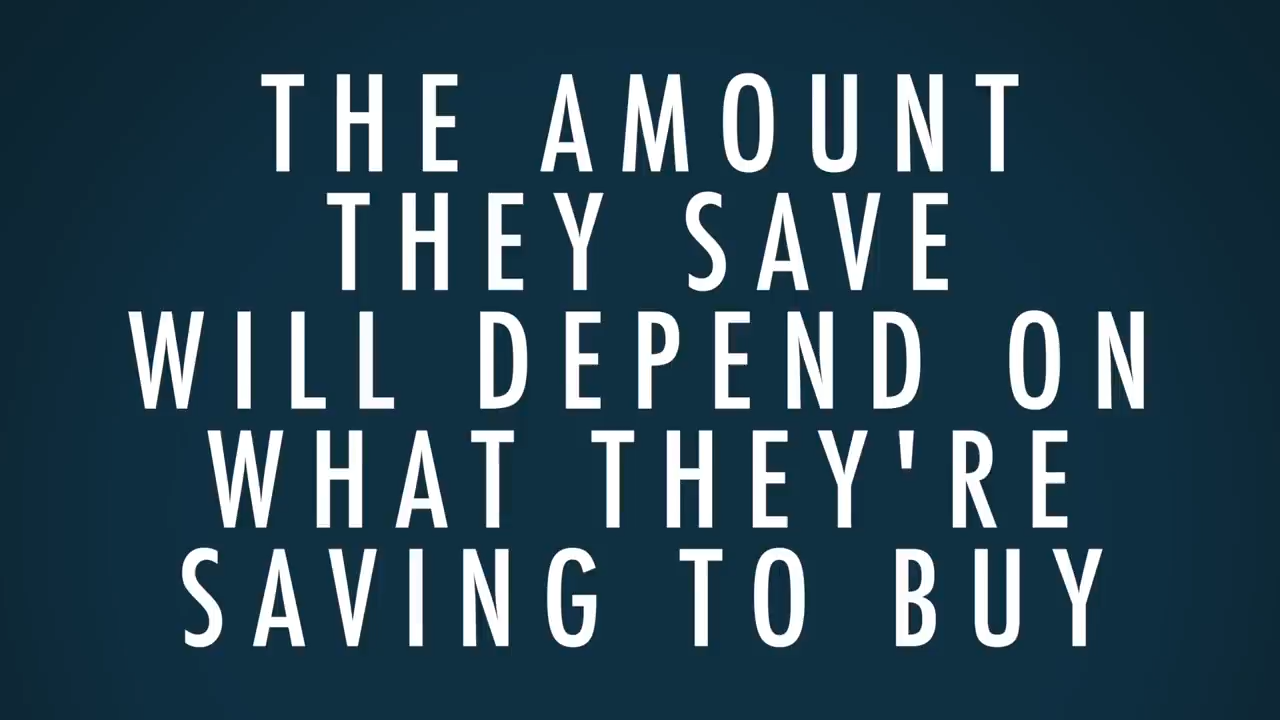 THE AMOUNT
THEY SAVE
WILL DEPEND ON
WHAT THEY'RE
SAVING TO BUY